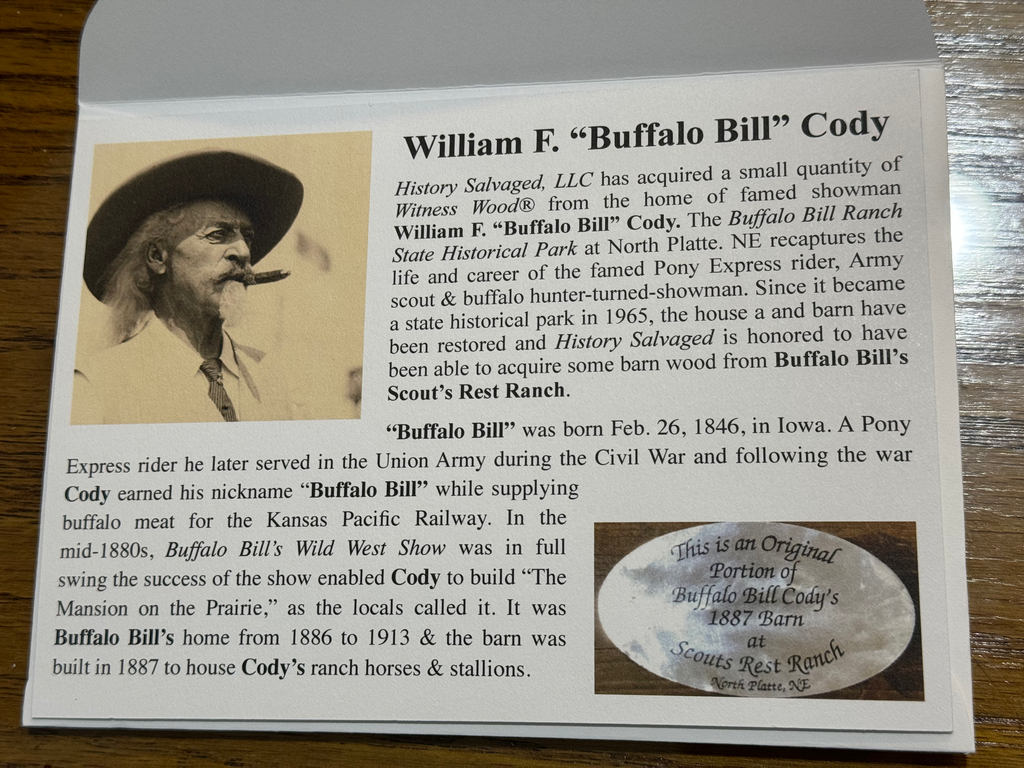 William F. “Buffalo Bill” Cody
History Salvaged, LLC has acquired a small quantity of
Witness Wood® from the home of famed showman
William F. “Buffalo Bill” Cody. The Buffalo Bill Ranch
State Historical Park at North Platte. NE recaptures the
life and career of the famed Pony Express rider, Army
scout & buffalo hunter-turned-showman. Since it became
a state historical park in 1965, the house a and barn have
been restored and History Salvaged is honored to have
been able to acquire some barn wood from Buffalo Bill’s
Scout’s Rest Ranch.
“Buffalo Bill” was born Feb. 26, 1846, in Iowa. A Pony
Express rider he later served in the Union Army during the Civil War and following the war
Cody earned his nickname “Buffalo Bill” while supplying
buffalo meat for the Kansas Pacific Railway. In the
mid-1880s, Buffalo Bill’s Wild West Show was in full
swing the success of the show enabled Cody to build “The
Mansion on the Prairie,” as the locals called it. It was
Buffalo Bill’s home from 1886 to 1913 & the barn was
built in 1887 to house Cody’s ranch horses & stallions.
This is an Original
Portion of
Buffalo Bill Cody's
1887 Barn
at
Scouts Rest Ranch
North Platte, NE